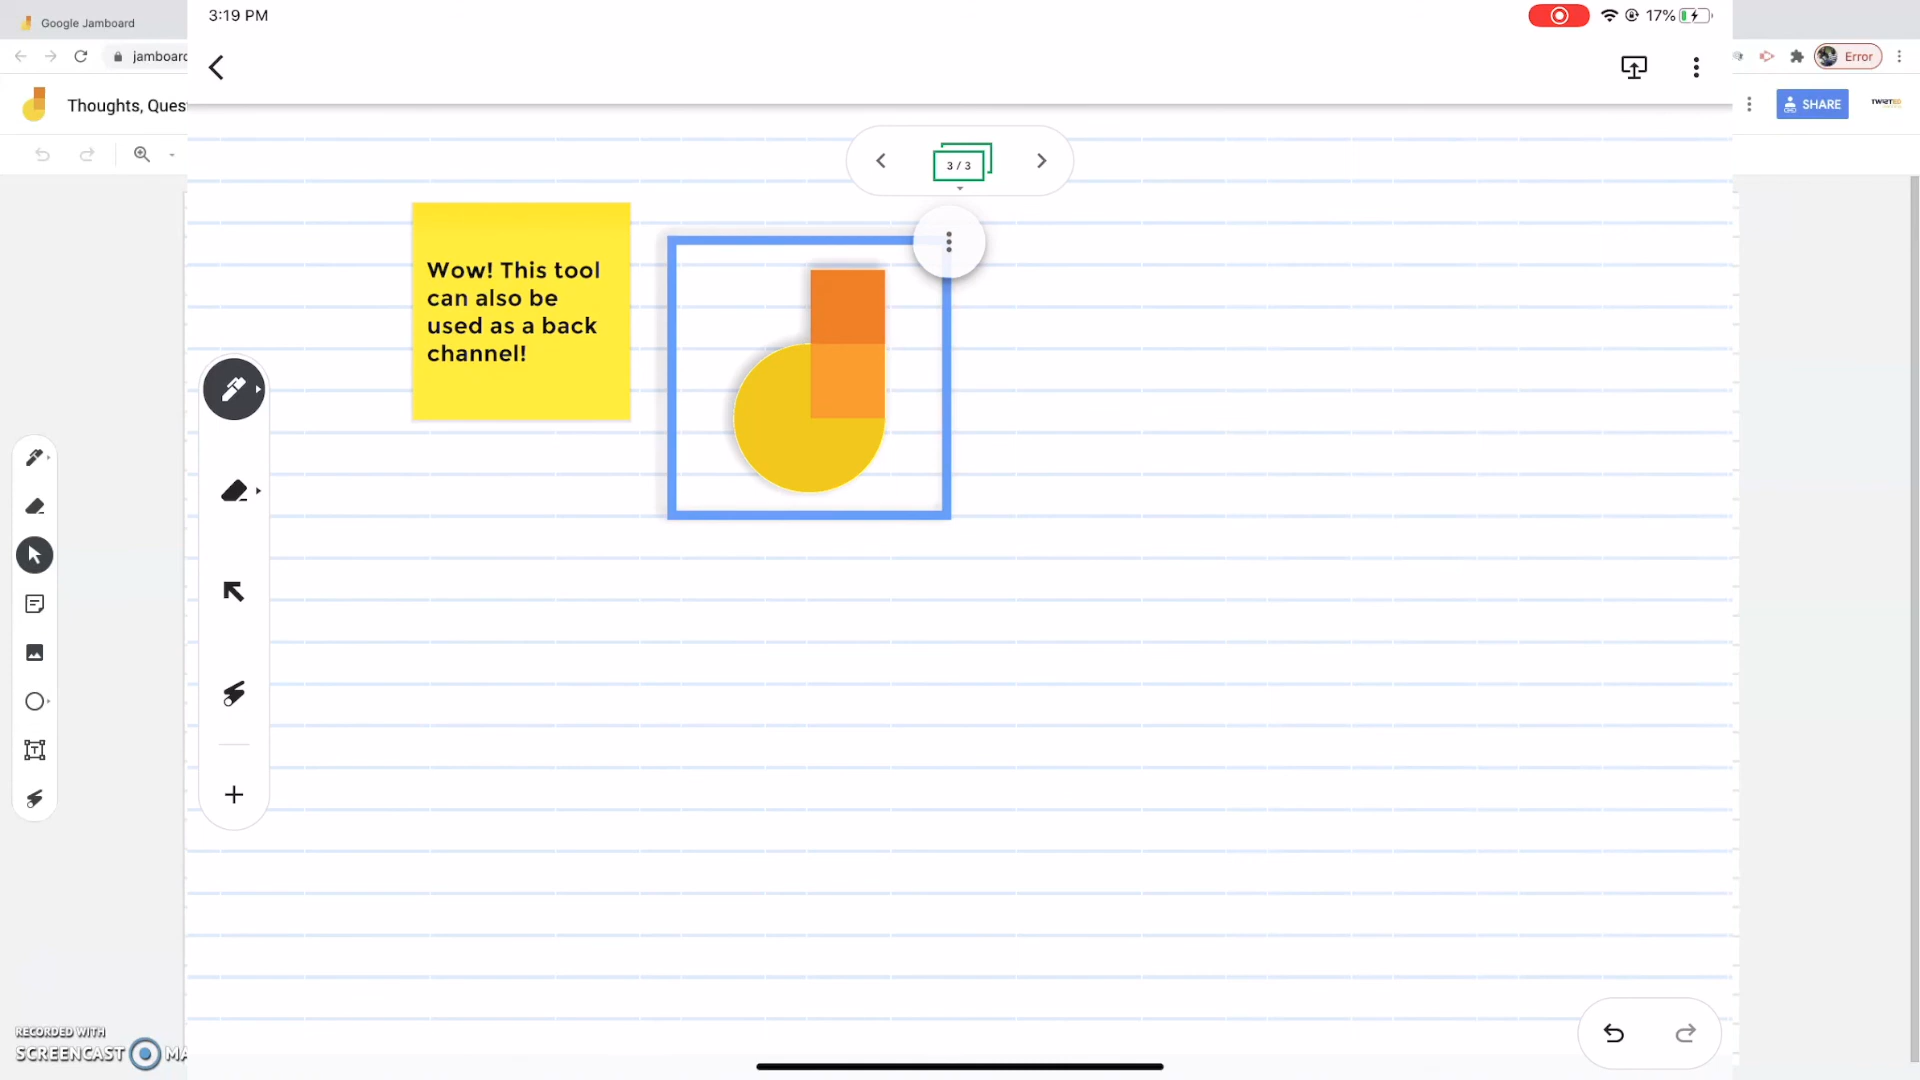 Google Jamboard
3:19 PM
17%
jamboard
Error
Thoughts, Ques
SHARE
3 / 3
Wow! This tool
can also be
used as a back
channel!
RECORDED WITH
SCREENCAST MA